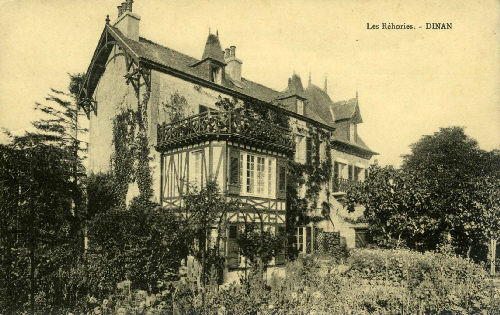 Les Réhories. - DINAN